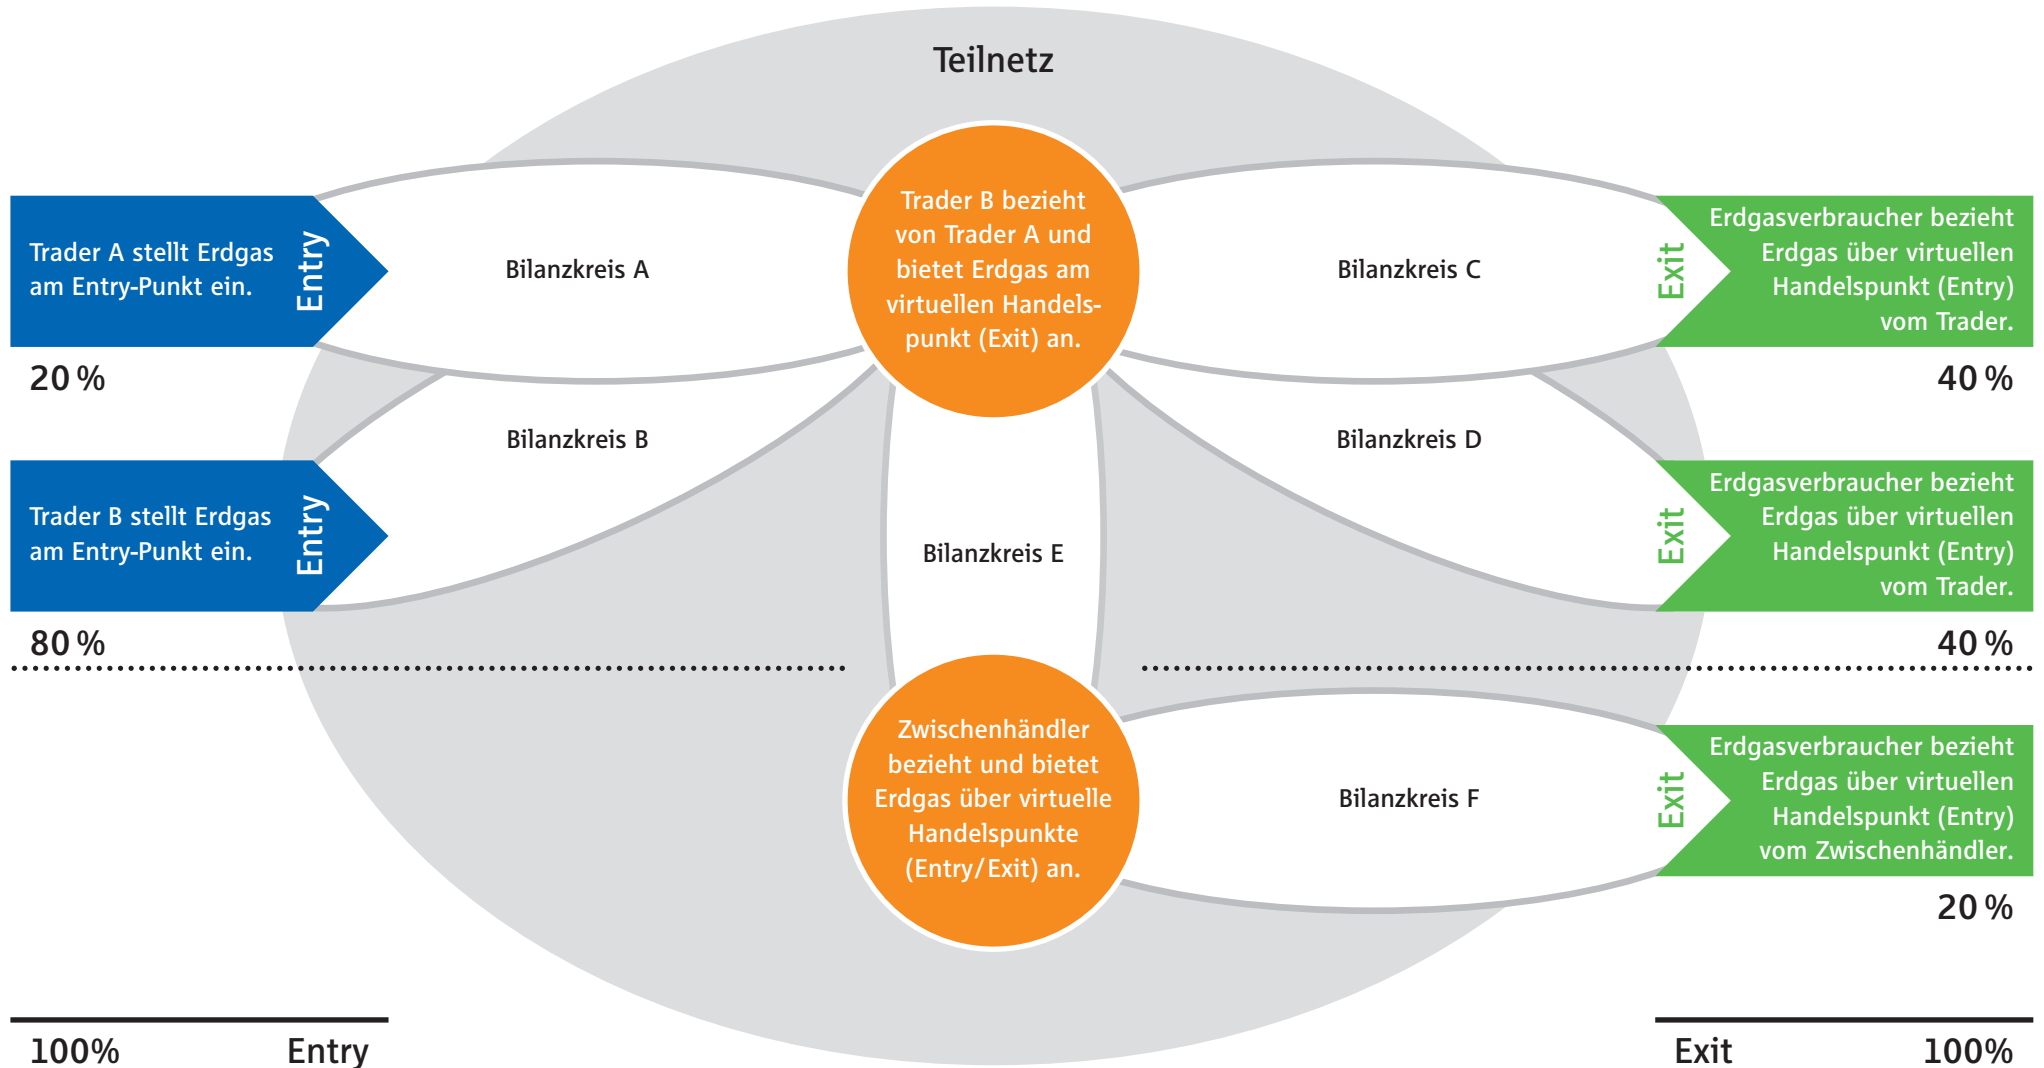 Teilnetz
Trader A stellt Erdgas
am Entry-Punkt ein.
Entry
20 %
Bilanzkreis A
Trader B bezieht
von Trader A und
bietet Erdgas am
virtuellen Handels-
punkt (Exit) an.
Bilanzkreis C
Exit
Erdgasverbraucher bezieht
Erdgas über virtuellen
Handelspunkt (Entry)
vom Trader.
40 %
Trader B stellt Erdgas
am Entry-Punkt ein.
Entry
80 %
Bilanzkreis B
Bilanzkreis E
Bilanzkreis D
Exit
Erdgasverbraucher bezieht
Erdgas über virtuellen
Handelspunkt (Entry)
vom Trader.
40 %
Zwischenhändler
bezieht und bietet
Erdgas über virtuelle
Handelspunkte
(Entry/Exit) an.
Bilanzkreis F
Exit
Erdgasverbraucher bezieht
Erdgas über virtuellen
Handelspunkt (Entry)
vom Zwischenhändler.
20 %
100% Entry
Exit 100%